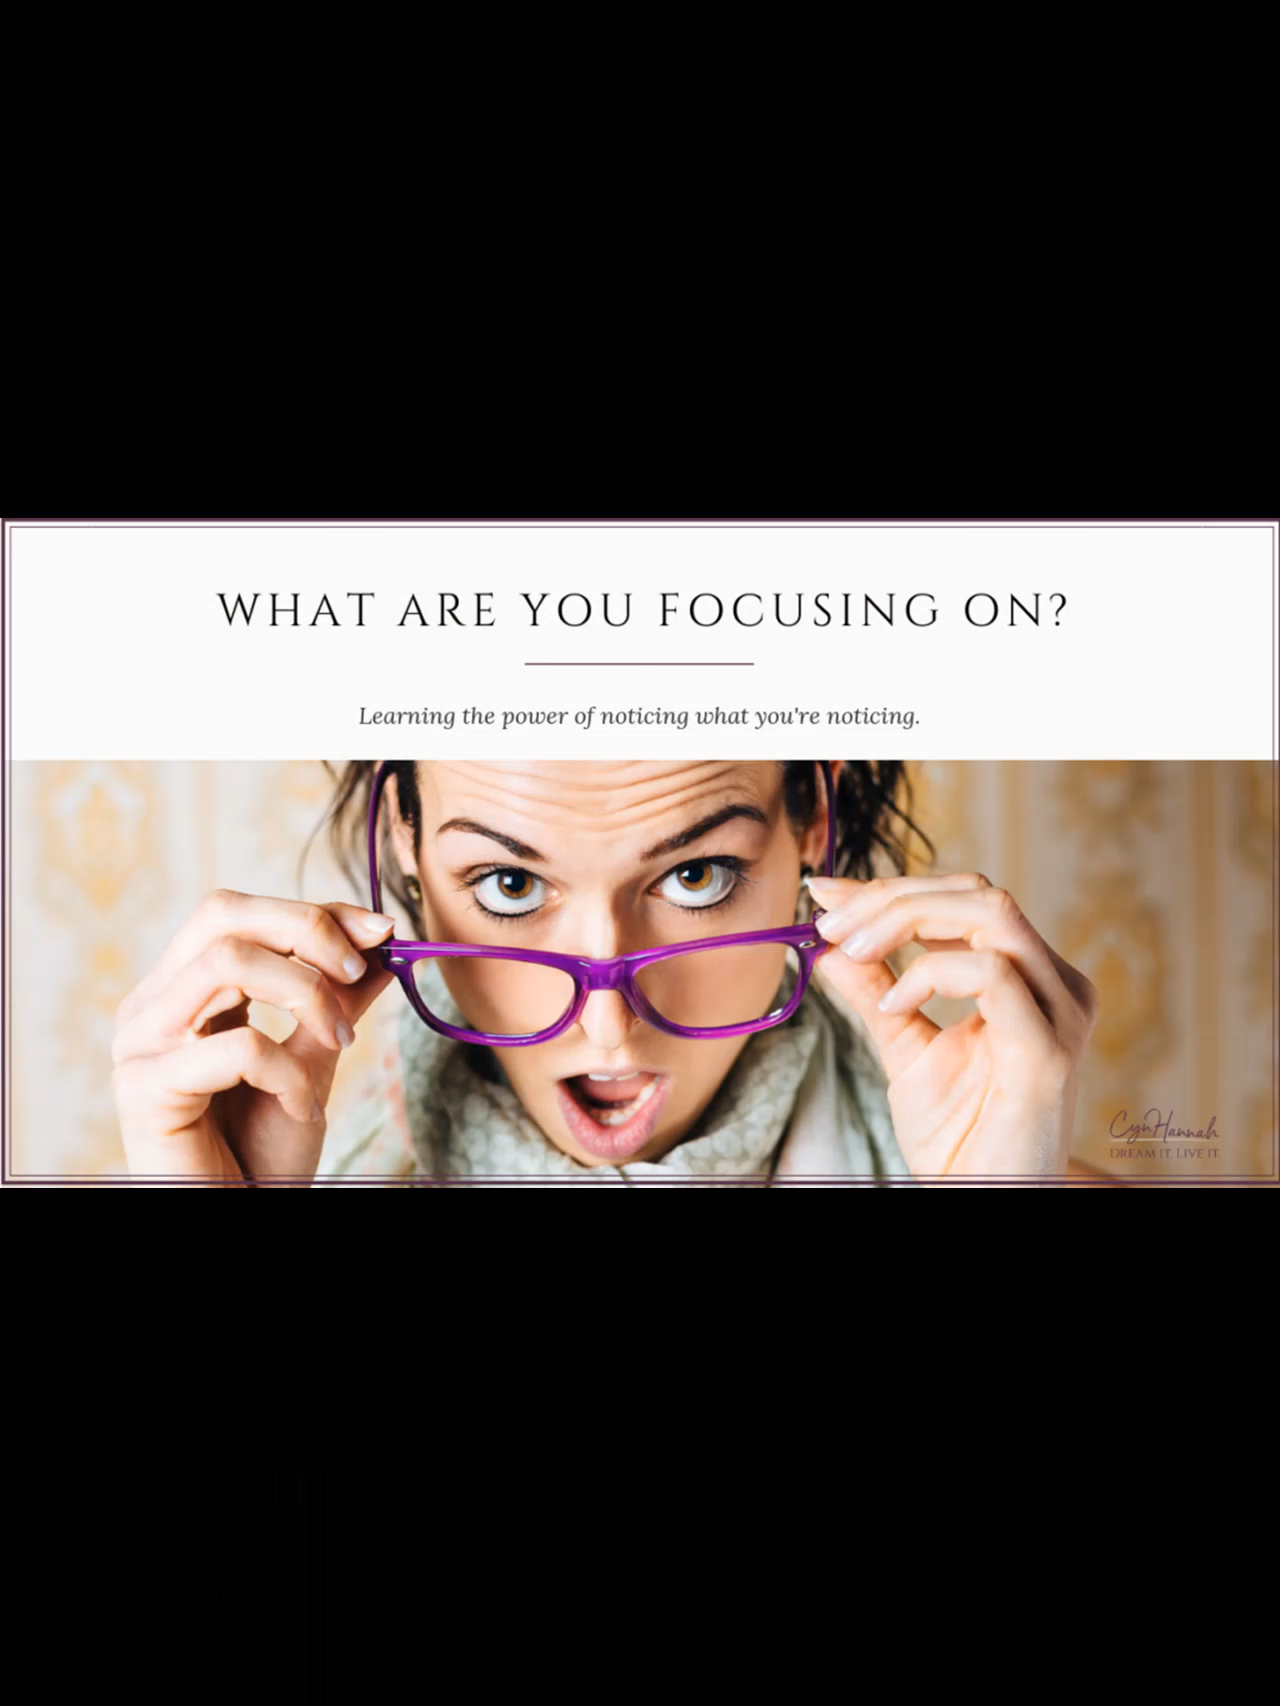 WHAT ARE YOU FOCUSING ON?
Learning the power of noticing what you're noticing.
CynHannah
DREAM IT. LIVE IT.